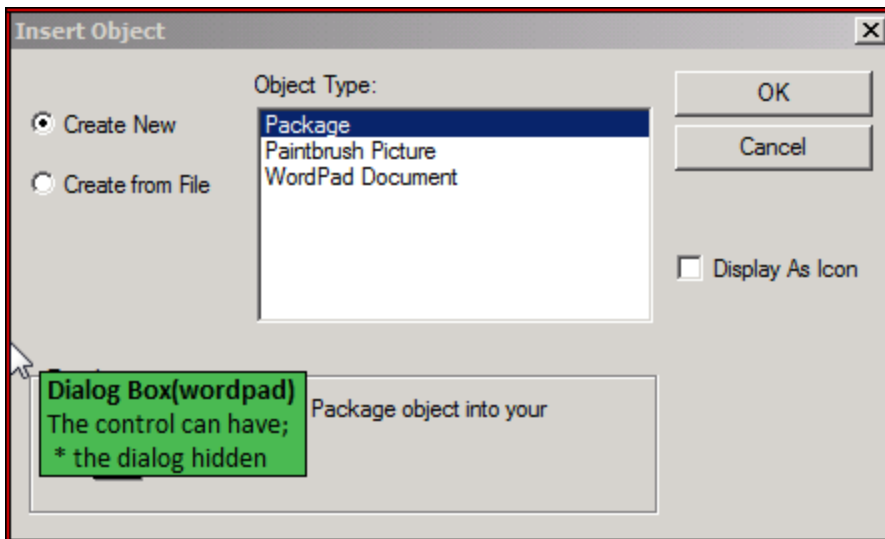 Insert Object
Object Type:
Create New
Create from File
Package
Paintbrush Picture
WordPad Document
OK
Cancel
Display As Icon
Dialog Box(wordpad)
The control can have;
* the dialog hidden
Package object into your